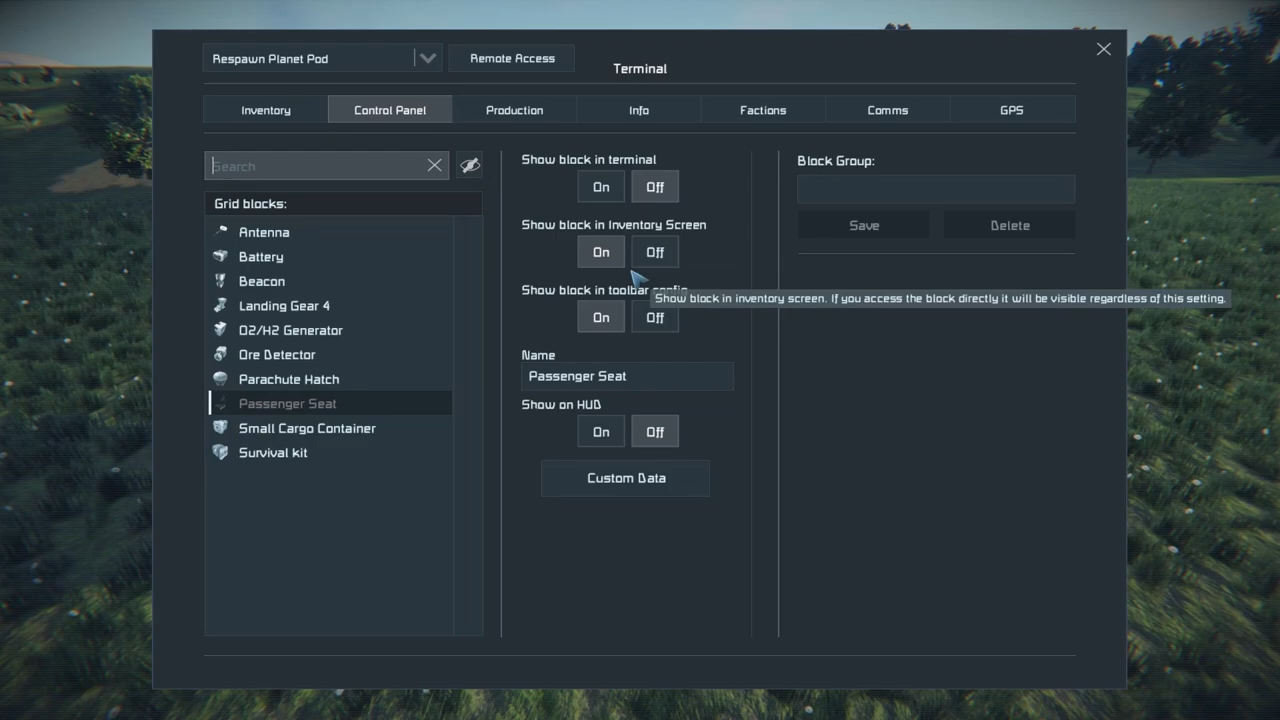 Respawn Planet Pod
Remote Access
Terminal
Inventory
Control Panel
Production
Info
Factions
Comms
GPS
Search
Grid blocks:
Antenna
Battery
Beacon
Landing Gear 4
O2/H2 Generator
Ore Detector
Parachute Hatch
Passenger Seat
Small Cargo Container
Survival kit
Show block in terminal
On Off
Show block in Inventory Screen
On Off
Show block in toolbar config
Show block in inventory screen. If you access the block directly it will be visible regardless of this setting.
On Off
Name
Passenger Seat
Show on HUD
On Off
Custom Data
Block Group:
Save Delete